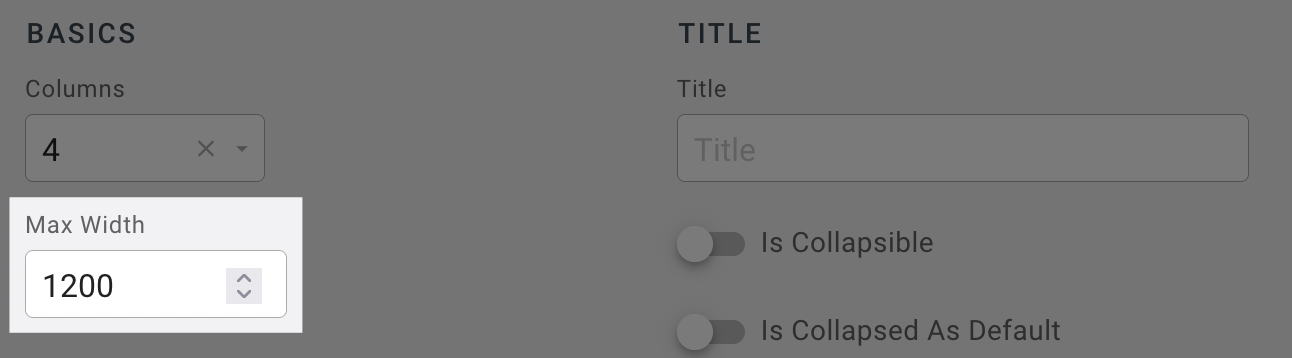 BASICS
Columns
4
Max Width
1200
TITLE
Title
Title
Is Collapsible
Is Collapsed As Default